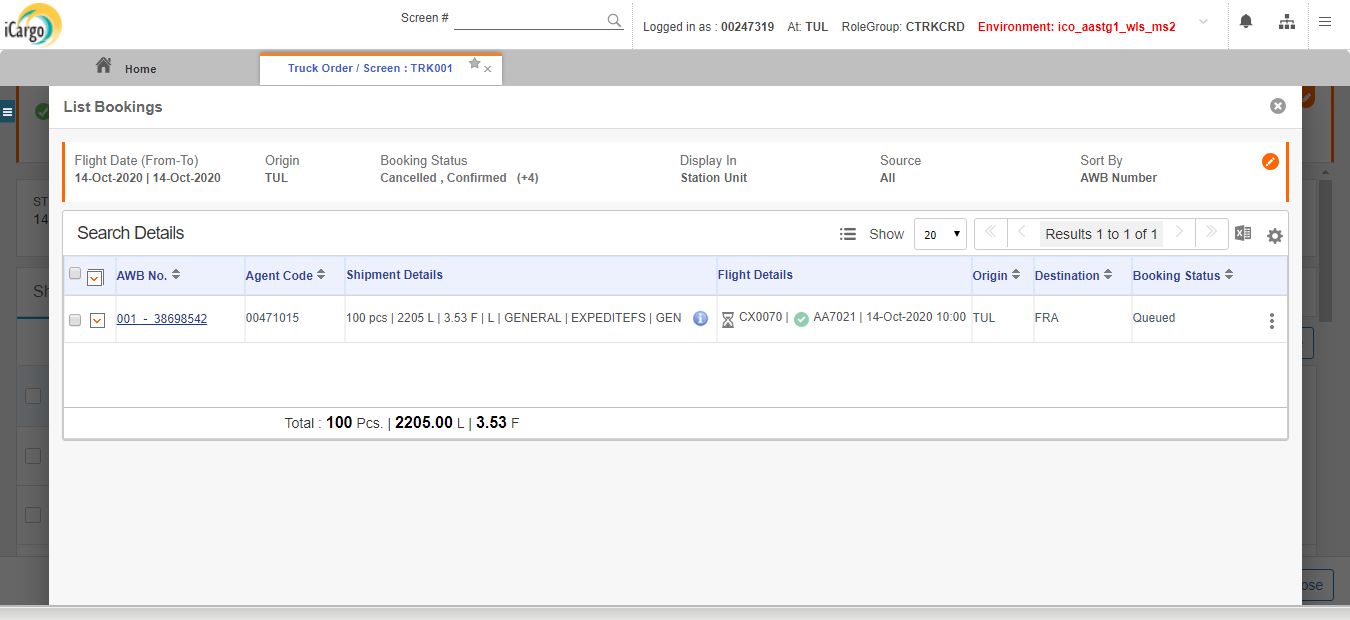 iCargo
Screen #
Logged in as : 00247319 At: TUL RoleGroup: CTRKCRD Environment: ico_aastg1_wls_ms2
Home
Truck Order / Screen : TRK001
List Bookings
Flight Date (From-To) Origin Booking Status Display In Source Sort By
14-Oct-2020 | 14-Oct-2020 TUL Cancelled , Confirmed (+4) Station Unit All AWB Number
ST
14
Search Details Show 20 Results 1 to 1 of 1
AWB No. Agent Code Shipment Details Flight Details Origin Destination Booking Status
Sh
001 - 38698542 00471015 100 pcs | 2205 L | 3.53 F | L | GENERAL | EXPEDITEFS | GEN CX0070 | AA7021 | 14-Oct-2020 10:00 TUL FRA Queued
Total : 100 Pcs. | 2205.00 L | 3.53 F
ose